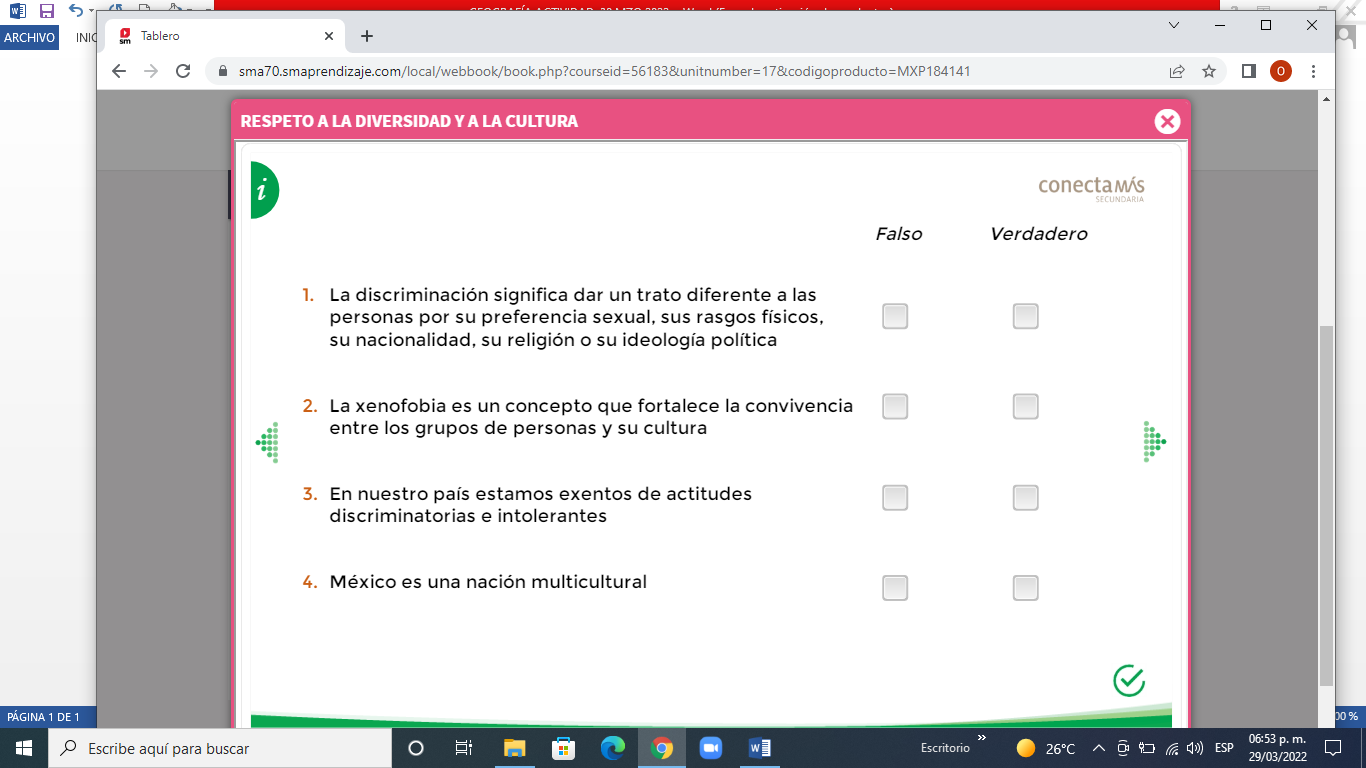 ARCHIVO
INIC
Tablero
sma70.smaprendizaje.com/local/webbook/book.php?courseid=56183&unitnumber=17&codigoproducto=MXP184141
O
RESPETO A LA DIVERSIDAD Y A LA CULTURA
i
conectaMÁS
SECUNDARIA
Falso Verdadero
1. La discriminación significa dar un trato diferente a las
personas por su preferencia sexual, sus rasgos físicos,
su nacionalidad, su religión o su ideología política
2. La xenofobia es un concepto que fortalece la convivencia
entre los grupos de personas y su cultura
3. En nuestro país estamos exentos de actitudes
discriminatorias e intolerantes
4. México es una nación multicultural
PÁGINA 1 DE 1
00 %
Escribe aquí para buscar
Escritorio
26°C
ESP
06:53 p. m.
29/03/2022